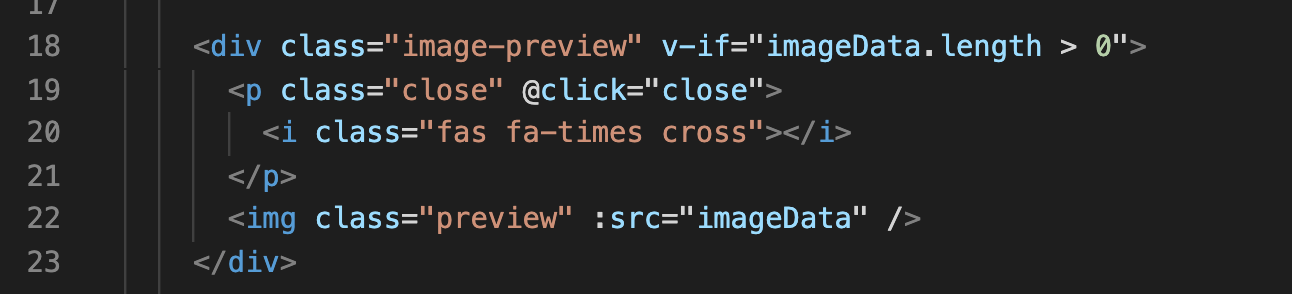 17
18 <div class="image-preview" v-if="imageData.length > 0">
19 <p class="close" @click="close">
20 <i class="fas fa-times cross"></i>
21 </p>
22 <img class="preview" :src="imageData" />
23 </div>